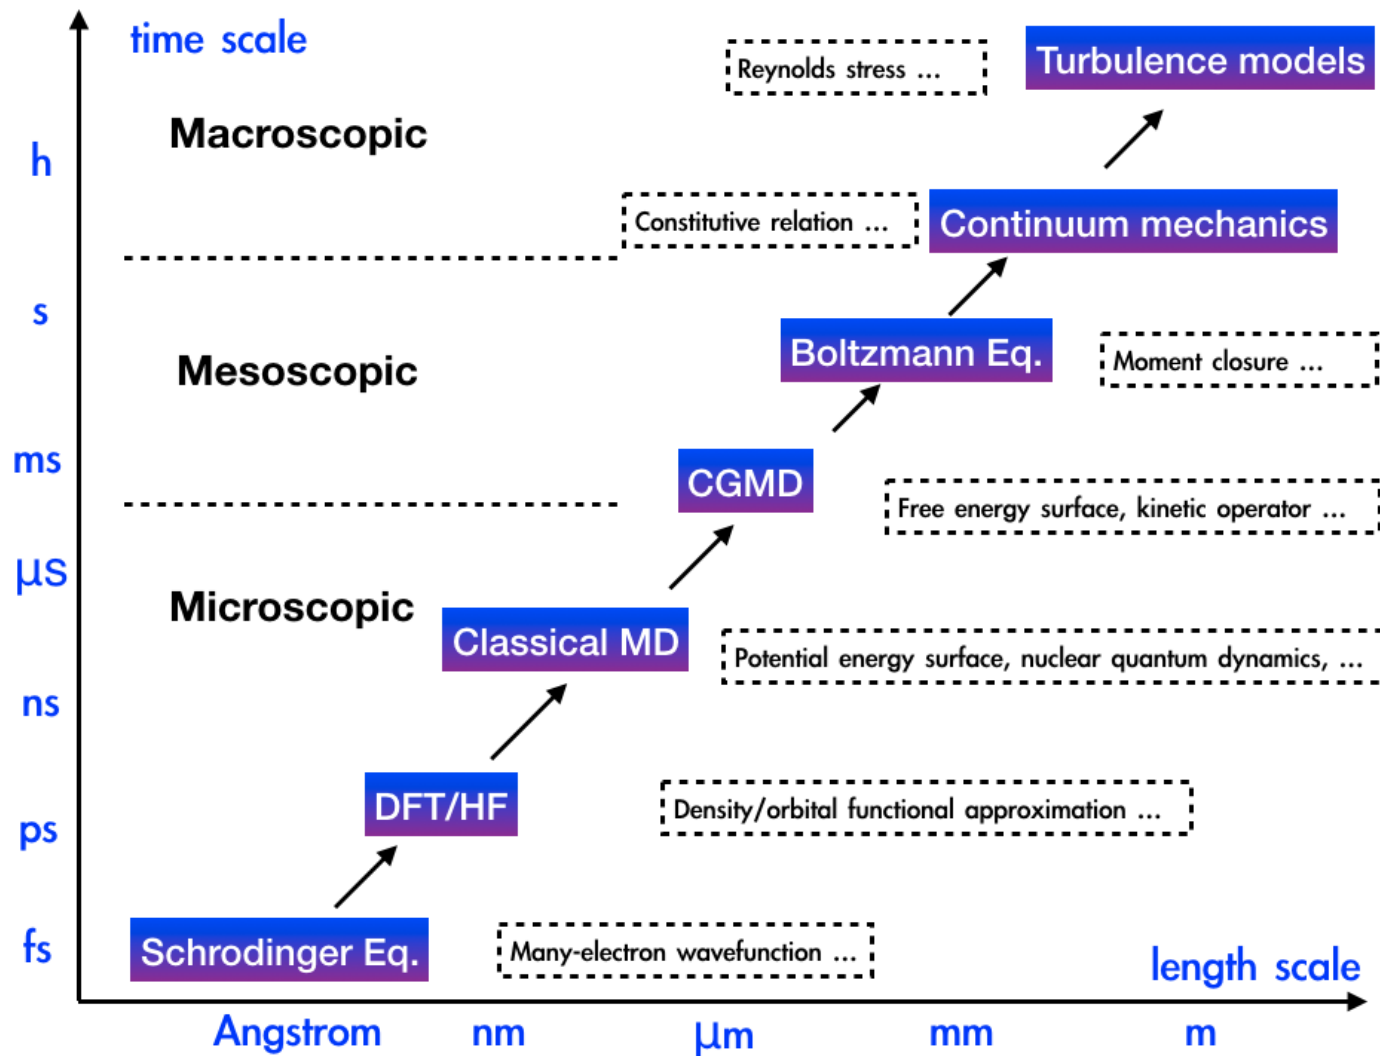 time scale
Reynolds stress ...
Turbulence models
Macroscopic
h
Constitutive relation ...
Continuum mechanics
s
Mesoscopic
Boltzmann Eq.
Moment closure ...
ms
CGMD
Free energy surface, kinetic operator ...
μs
Microscopic
Classical MD
Potential energy surface, nuclear quantum dynamics, ...
ns
DFT/HF
Density/orbital functional approximation ...
ps
fs
Schrodinger Eq.
Many-electron wavefunction ...
length scale
Angstrom
nm
μm
mm
m